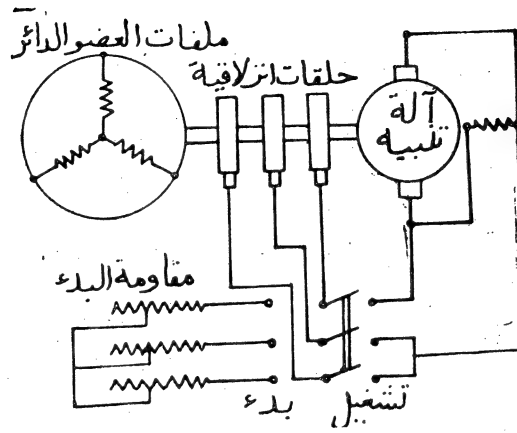 ملفات العضو الدائر
حلقات انزلاقية
آلة
تنبيه
مقاومة البدء
بدء
تشغيل